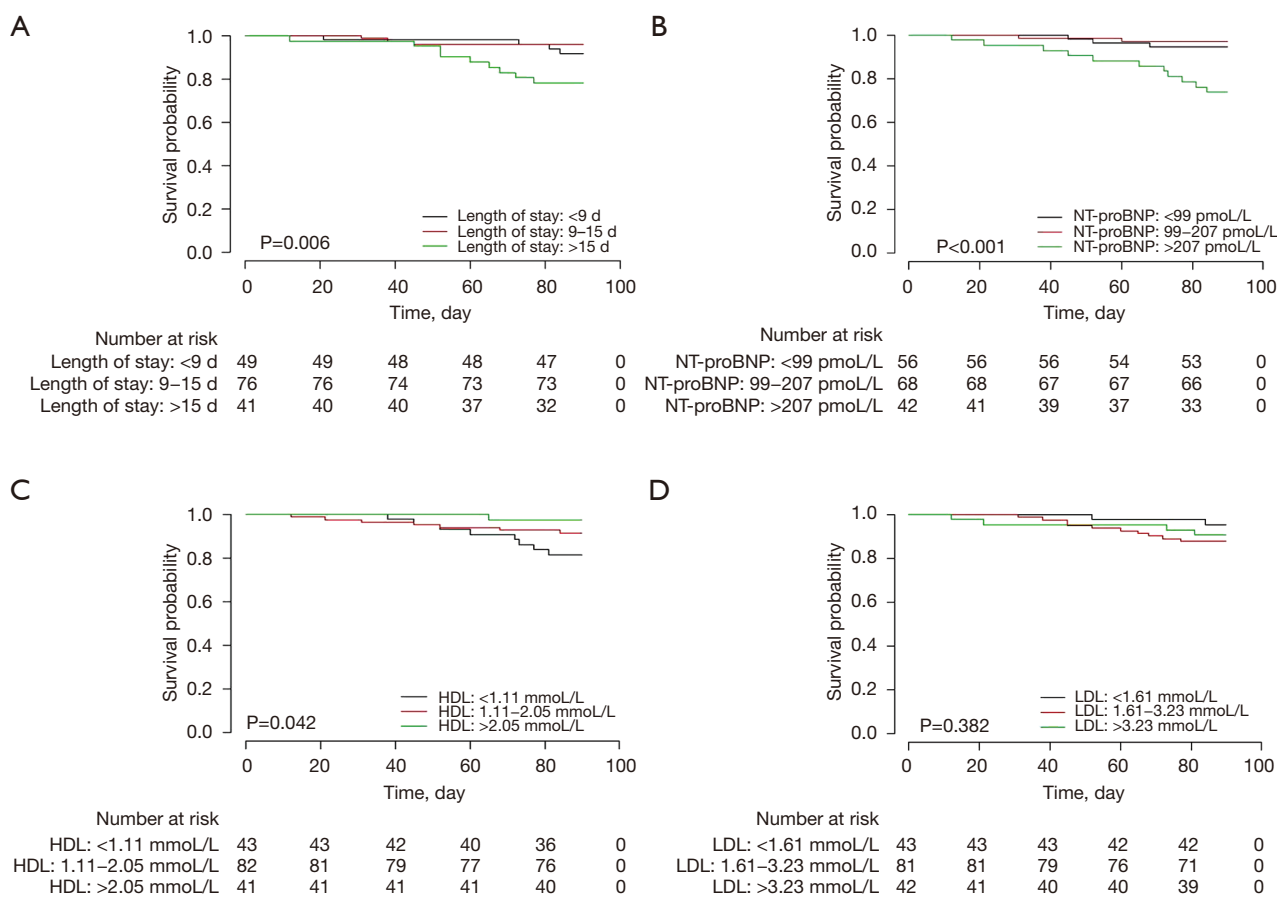 A
1.0
0.8
0.6
0.4
0.2
0.0
Survival probability
Length of stay: <9 d
Length of stay: 9–15 d
Length of stay: >15 d
P=0.006
0 20 40 60 80 100
Time, day
Number at risk
Length of stay: <9 d 49 49 48 48 47 0
Length of stay: 9–15 d 76 76 74 73 73 0
Length of stay: >15 d 41 40 40 37 32 0
B
1.0
0.8
0.6
0.4
0.2
0.0
Survival probability
NT-proBNP: <99 pmoL/L
NT-proBNP: 99–207 pmoL/L
NT-proBNP: >207 pmoL/L
P<0.001
0 20 40 60 80 100
Time, day
Number at risk
NT-proBNP: <99 pmoL/L 56 56 56 54 53 0
NT-proBNP: 99–207 pmoL/L 68 68 67 67 66 0
NT-proBNP: >207 pmoL/L 42 41 39 37 33 0
C
1.0
0.8
0.6
0.4
0.2
0.0
Survival probability
HDL: <1.11 mmoL/L
HDL: 1.11–2.05 mmoL/L
HDL: >2.05 mmoL/L
P=0.042
0 20 40 60 80 100
Time, day
Number at risk
HDL: <1.11 mmoL/L 43 43 42 40 36 0
HDL: 1.11–2.05 mmoL/L 82 81 79 77 76 0
HDL: >2.05 mmoL/L 41 41 41 41 40 0
D
1.0
0.8
0.6
0.4
0.2
0.0
Survival probability
LDL: <1.61 mmoL/L
LDL: 1.61–3.23 mmoL/L
LDL: >3.23 mmoL/L
P=0.382
0 20 40 60 80 100
Time, day
Number at risk
LDL: <1.61 mmoL/L 43 43 43 42 42 0
LDL: 1.61–3.23 mmoL/L 81 81 79 76 71 0
LDL: >3.23 mmoL/L 42 41 40 40 39 0